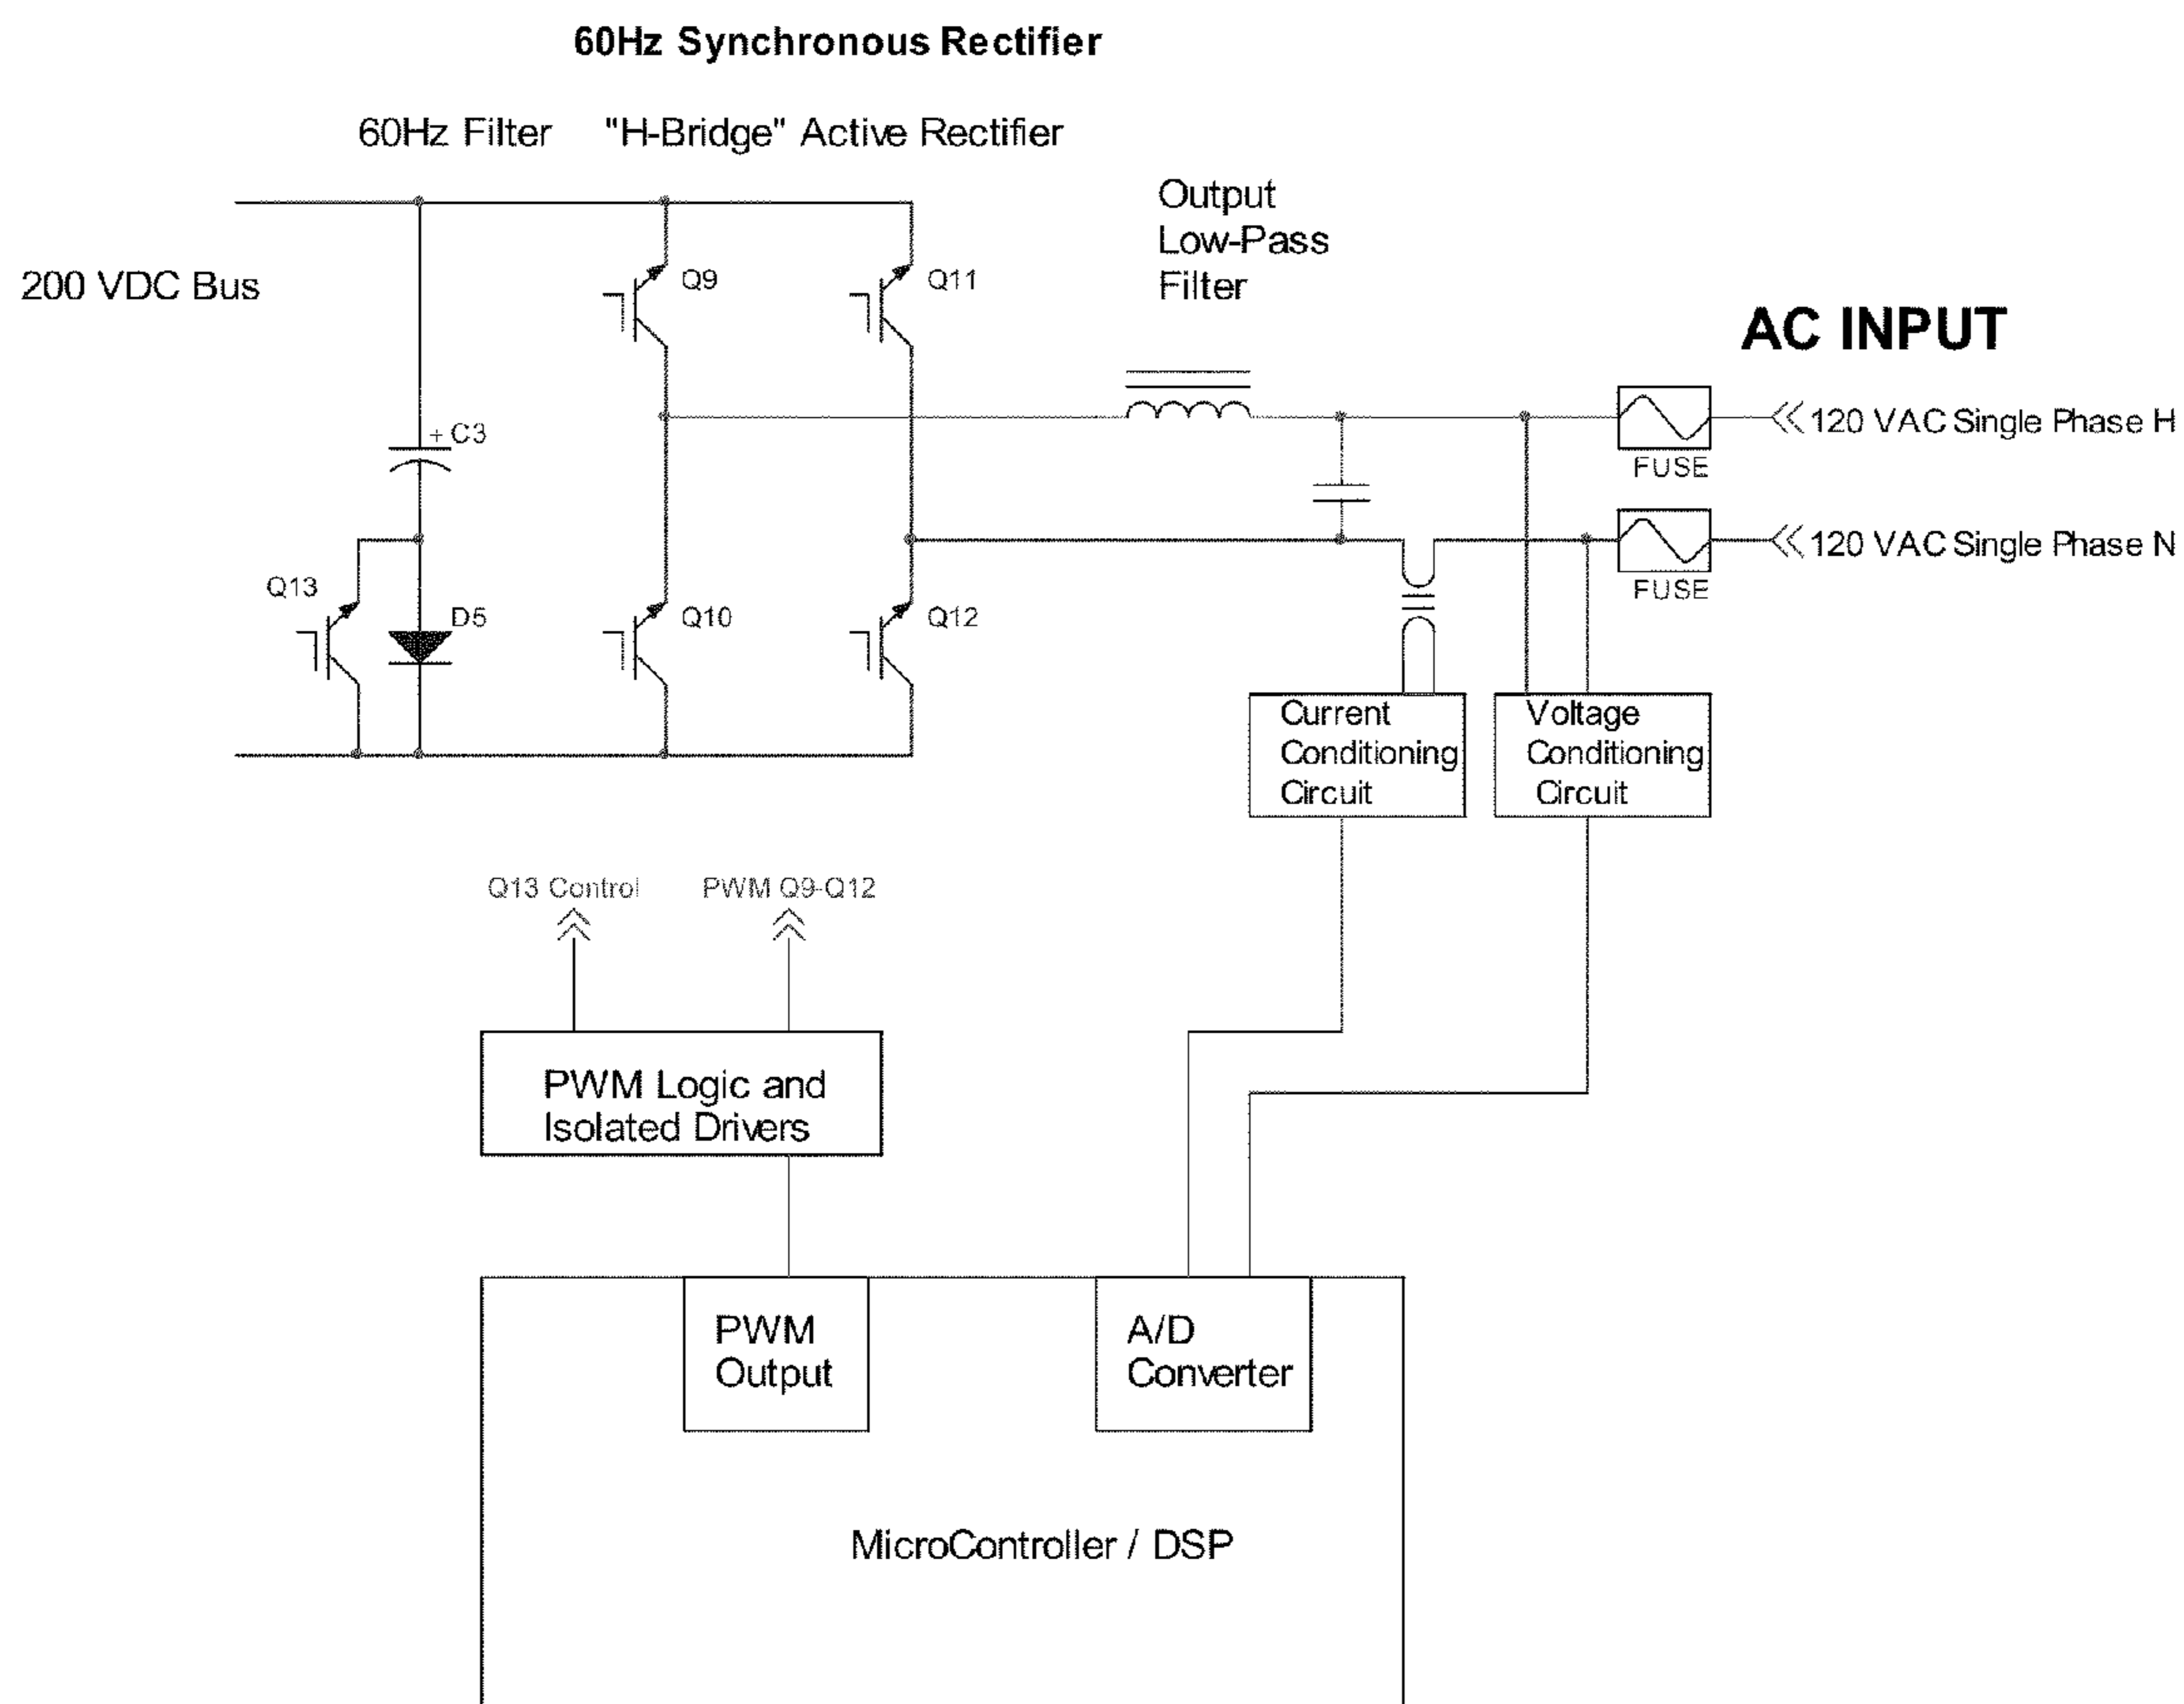 60Hz Synchronous Rectifier
60Hz Filter "H-Bridge" Active Rectifier
Output
Low-Pass
Filter
200 VDC Bus
Q9
Q11
AC INPUT
+ C3
120 VAC Single Phase H
FUSE
120 VAC Single Phase N
FUSE
Q13
D5
Q10
Q12
Current
Conditioning
Circuit
Voltage
Conditioning
Circuit
Q13 Control
PWM Q9-Q12
PWM Logic and
Isolated Drivers
PWM
Output
A/D
Converter
MicroController / DSP